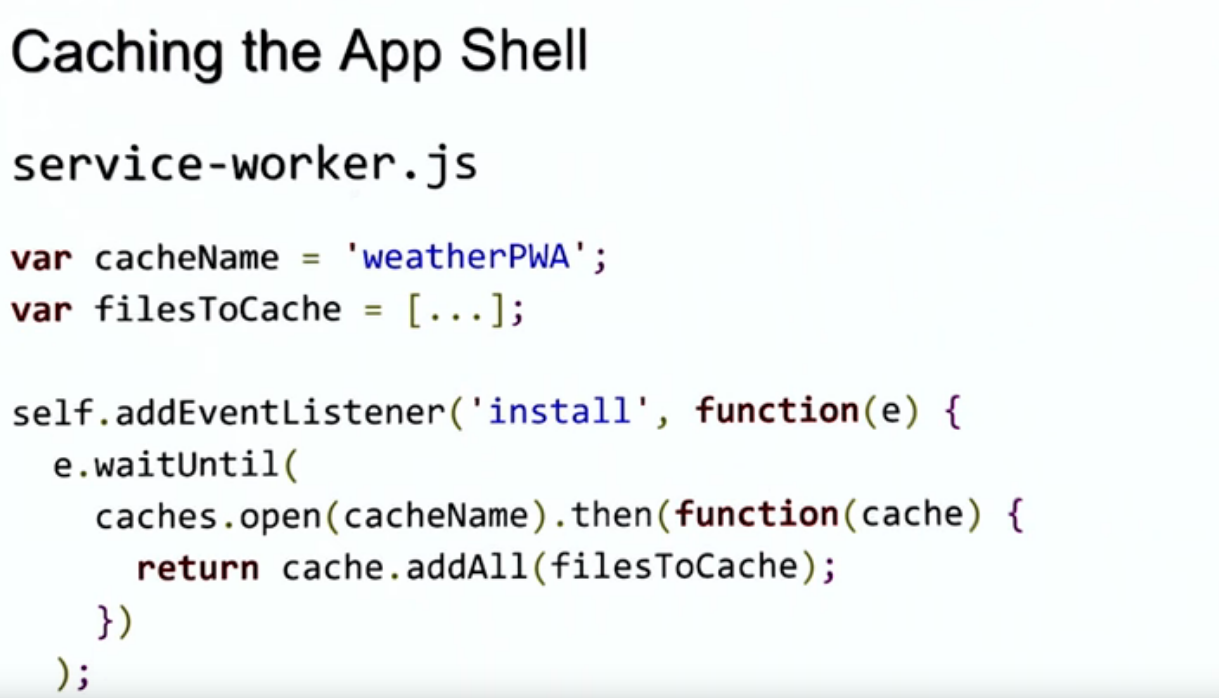 Caching the App Shell
service-worker.js
var cacheName = 'weatherPWA';
var filesToCache = [...];
self.addEventListener('install', function(e) {
e.waitUntil(
caches.open(cacheName).then(function(cache) {
return cache.addAll(filesToCache);
})
);